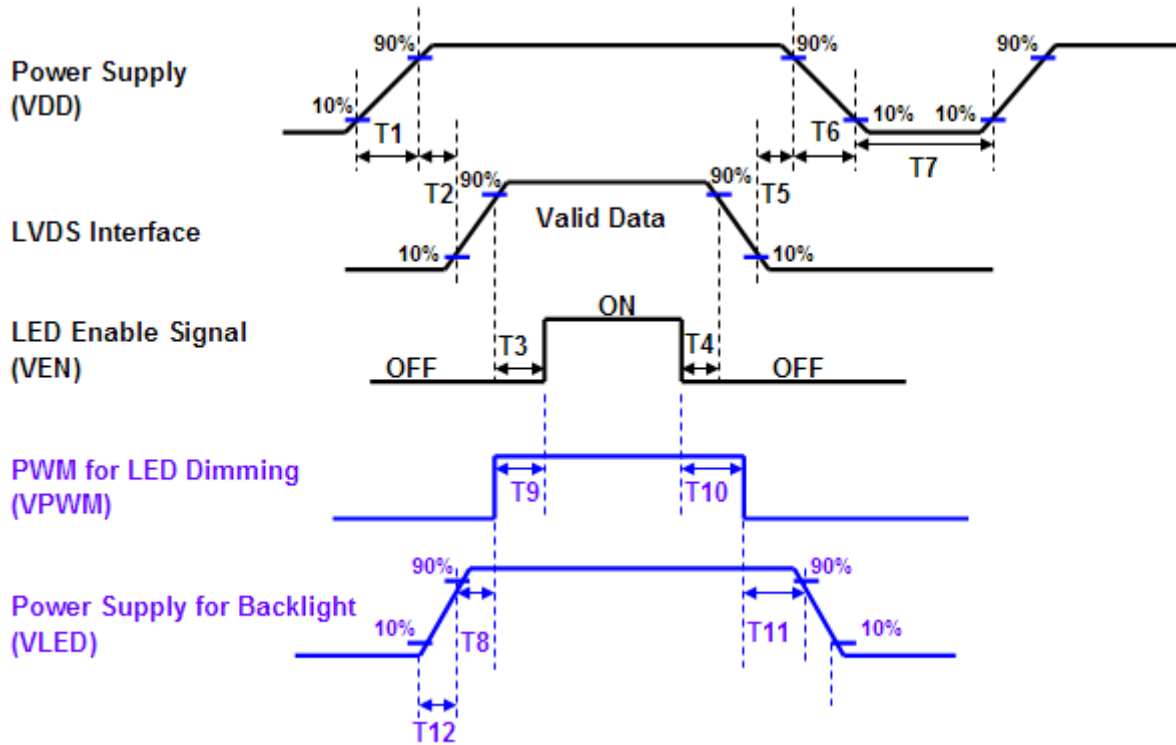 90% 90% 90%
Power Supply
(VDD)
10% 10% 10%
T1 T6
T7
T2 90% 90% T5
Valid Data
LVDS Interface
10% 10%
ON
LED Enable Signal
(VEN)
T3 T4
OFF OFF
PWM for LED Dimming
(VPWM)
T9 T10
90% 90%
Power Supply for Backlight
(VLED)
10% 10%
T8 T11
T12